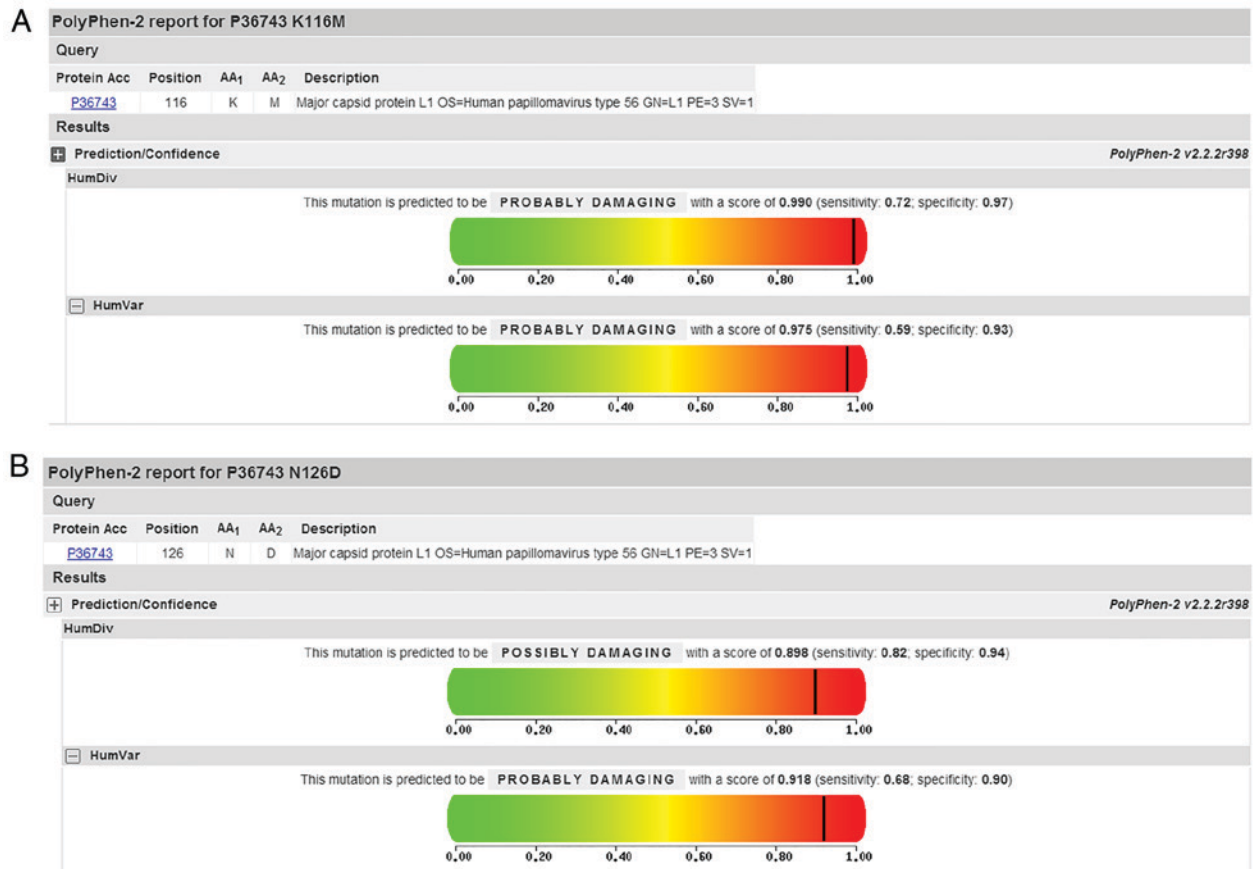 A
PolyPhen-2 report for P36743 K116M
Query
Protein Acc Position AA1 AA2 Description
P36743 116 K M Major capsid protein L1 OS=Human papillomavirus type 56 GN=L1 PE=3 SV=1
Results
Prediction/Confidence PolyPhen-2 v2.2.2r398
HumDiv
This mutation is predicted to be PROBABLY DAMAGING with a score of 0.990 (sensitivity: 0.72; specificity: 0.97)
0.00 0.20 0.40 0.60 0.80 1.00
HumVar
This mutation is predicted to be PROBABLY DAMAGING with a score of 0.975 (sensitivity: 0.59; specificity: 0.93)
0.00 0.20 0.40 0.60 0.80 1.00
B
PolyPhen-2 report for P36743 N126D
Query
Protein Acc Position AA1 AA2 Description
P36743 126 N D Major capsid protein L1 OS=Human papillomavirus type 56 GN=L1 PE=3 SV=1
Results
Prediction/Confidence PolyPhen-2 v2.2.2r398
HumDiv
This mutation is predicted to be POSSIBLY DAMAGING with a score of 0.898 (sensitivity: 0.82; specificity: 0.94)
0.00 0.20 0.40 0.60 0.80 1.00
HumVar
This mutation is predicted to be PROBABLY DAMAGING with a score of 0.918 (sensitivity: 0.68; specificity: 0.90)
0.00 0.20 0.40 0.60 0.80 1.00